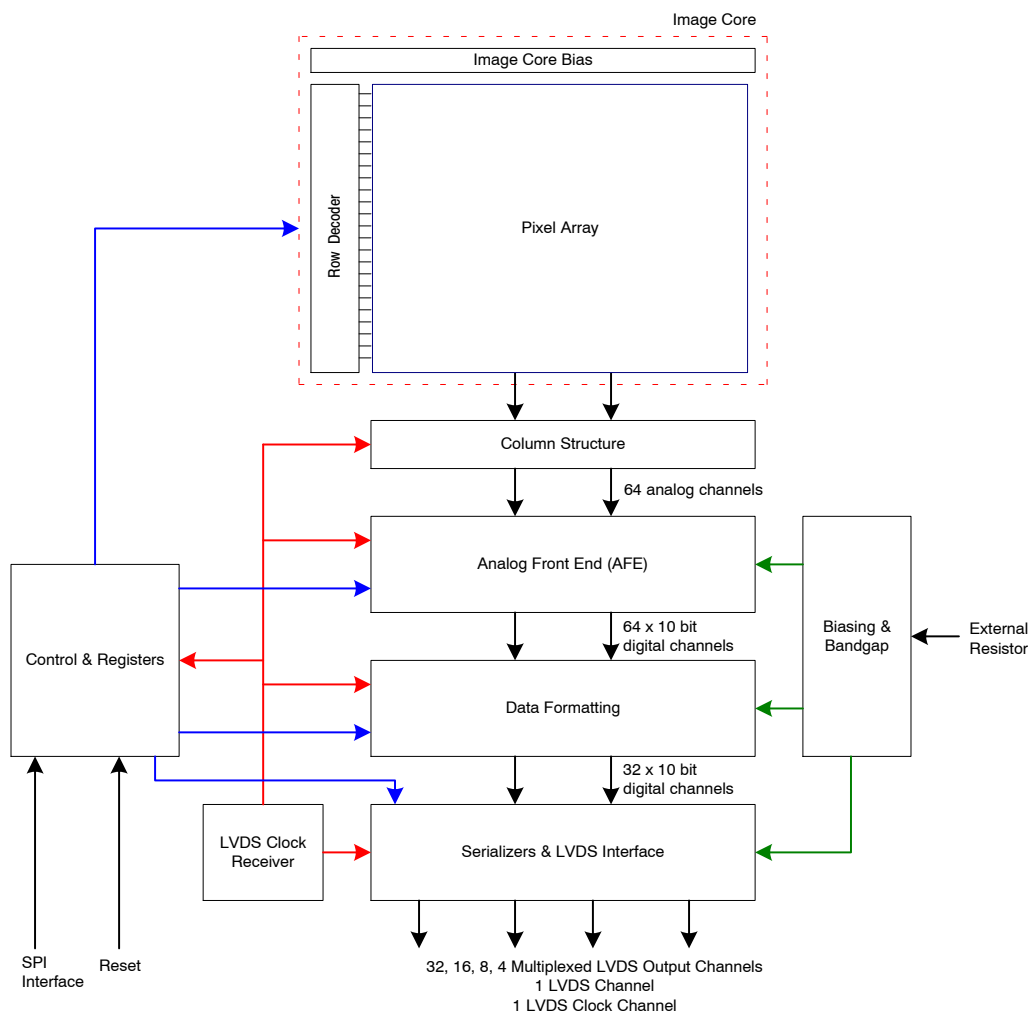 Image Core
Image Core Bias
Row Decoder
Pixel Array
Column Structure
64 analog channels
Analog Front End (AFE)
64 x 10 bit
digital channels
Control & Registers
Biasing &
Bandgap
External
Resistor
Data Formatting
32 x 10 bit
digital channels
LVDS Clock
Receiver
Serializers & LVDS Interface
SPI
Interface
Reset
32, 16, 8, 4 Multiplexed LVDS Output Channels
1 LVDS Channel
1 LVDS Clock Channel